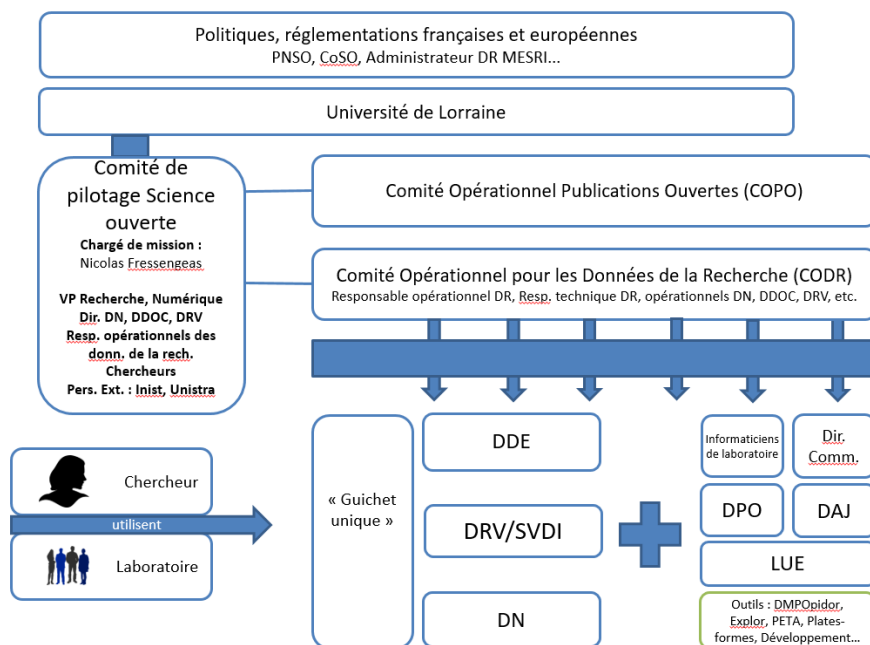 Politiques, réglementations françaises et européennes
PNSO, CoSO, Administrateur DR MESRI...
Université de Lorraine
Comité de
pilotage Science
ouverte
Chargé de mission :
Nicolas Fressengeas
VP Recherche, Numérique
Dir. DN, DDOC, DRV
Resp. opérationnels des
donn. de la rech.
Chercheurs
Pers. Ext. : Inist, Unistra
Comité Opérationnel Publications Ouvertes (COPO)
Comité Opérationnel pour les Données de la Recherche (CODR)
Responsable opérationnel DR, Resp. technique DR, opérationnels DN, DDOC, DRV, etc.
Chercheur
utilisent
Laboratoire
« Guichet
unique »
DDE
DRV/SVDI
DN
Informaticiens
de laboratoire
Dir.
Comm.
DPO
DAJ
LUE
Outils : DMPOpidor,
Explor, PETA, Plates-
formes, Développement...